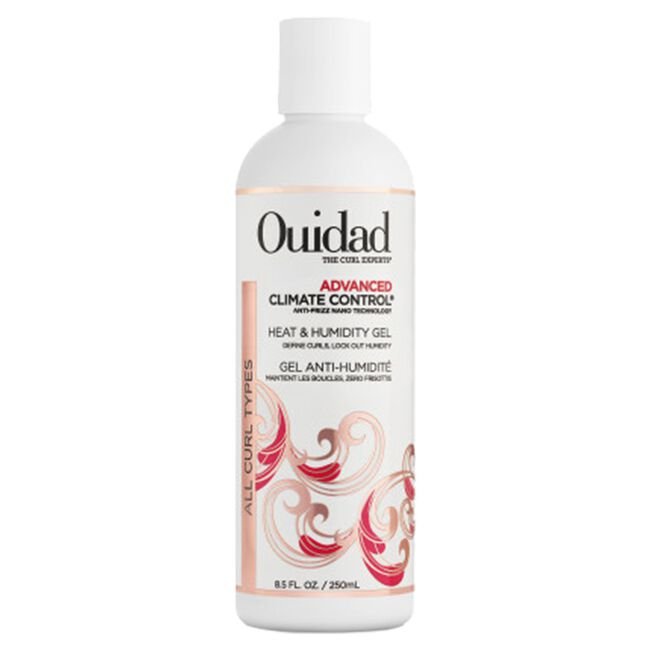 Ouidad
THE CURL EXPERTS®
ADVANCED
CLIMATE CONTROL®
ANTI-FRIZZ NANO TECHNOLOGY
HEAT & HUMIDITY GEL
DEFINE CURLS, LOCK OUT HUMIDITY
GEL ANTI-HUMIDITÉ
MAINTIENT LES BOUCLES, ZÉRO FRISOTTIS
ALL CURL TYPES
8.5 FL. OZ. / 250mL